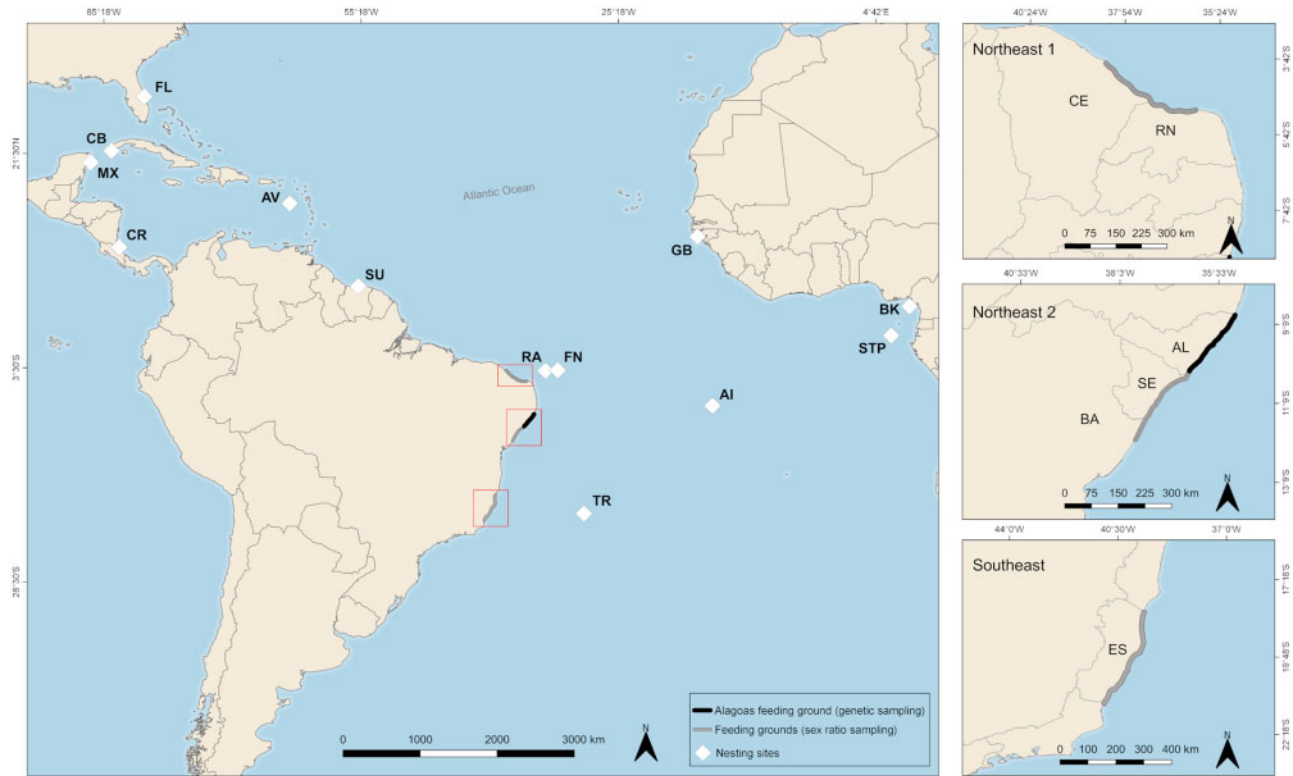 85°18'W 55°18'W 25°18'W 4°42'E
21°30'N
3°30'S
28°30'S
FL
CB
MX
AV
CR
SU
GB
BK
STP
RA FN
AI
TR
Atlantic Ocean
0 1000 2000 3000 km
N
Alagoas feeding ground (genetic sampling)
Feeding grounds (sex ratio sampling)
Nesting sites
40°24'W 37°54'W 35°24'W
Northeast 1
3°42'S
5°42'S
7°42'S
CE
RN
0 75 150 225 300 km
N
40°33'W 38°3'W 35°33'W
Northeast 2
9°9'S
11°9'S
13°9'S
AL
SE
BA
0 75 150 225 300 km
N
44°0'W 40°30'W 37°0'W
Southeast
17°18'S
19°48'S
22°18'S
ES
0 100 200 300 400 km
N